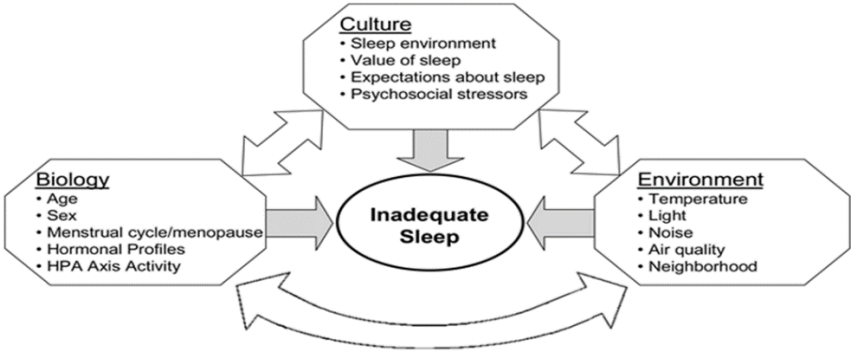 Culture
• Sleep environment
• Value of sleep
• Expectations about sleep
• Psychosocial stressors
Biology
• Age
• Sex
• Menstrual cycle/menopause
• Hormonal Profiles
• HPA Axis Activity
Inadequate
Sleep
Environment
• Temperature
• Light
• Noise
• Air quality
• Neighborhood